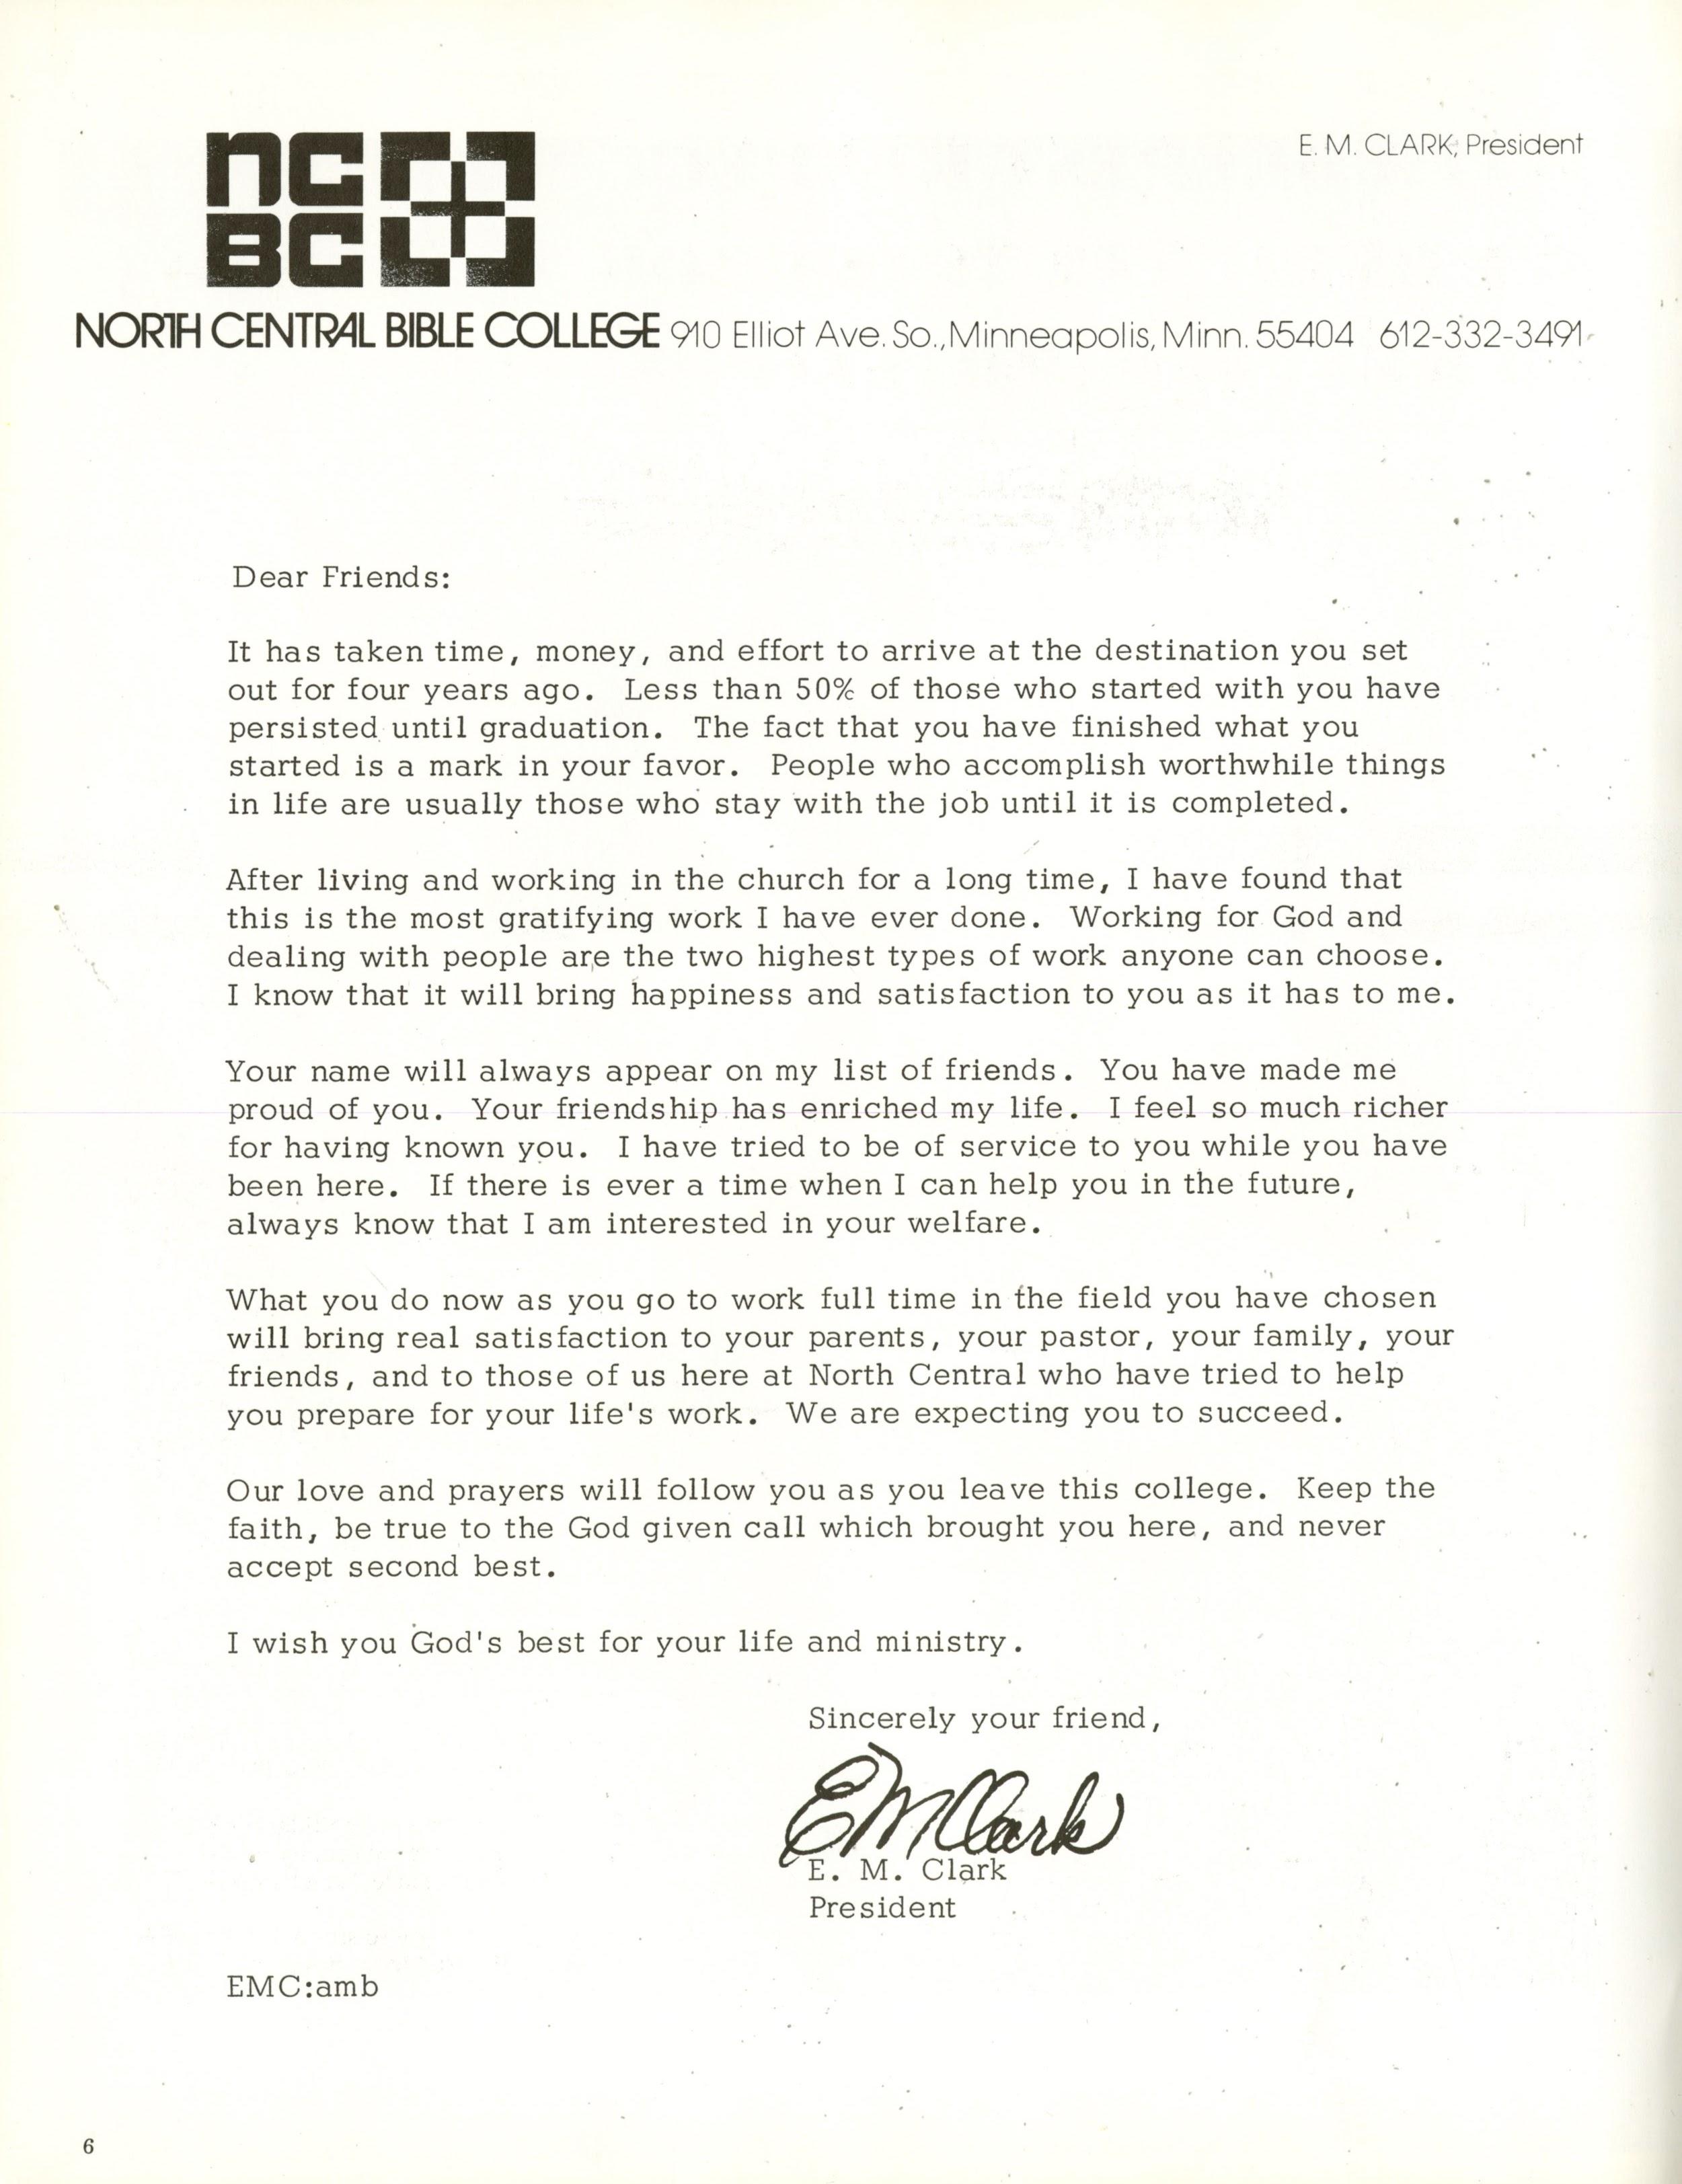 nc
BC
E. M. CLARK, President
NORTH CENTRAL BIBLE COLLEGE 910 Elliot Ave. So., Minneapolis, Minn. 55404 612-332-3491
Dear Friends:
It has taken time, money, and effort to arrive at the destination you set
out for four years ago. Less than 50% of those who started with you have
persisted until graduation. The fact that you have finished what you
started is a mark in your favor. People who accomplish worthwhile things
in life are usually those who stay with the job until it is completed.
After living and working in the church for a long time, I have found that
this is the most gratifying work I have ever done. Working for God and
dealing with people are the two highest types of work anyone can choose.
I know that it will bring happiness and satisfaction to you as it has to me.
Your name will always appear on my list of friends. You have made me
proud of you. Your friendship has enriched my life. I feel so much richer
for having known you. I have tried to be of service to you while you have
been here. If there is ever a time when I can help you in the future,
always know that I am interested in your welfare.
What you do now as you go to work full time in the field you have chosen
will bring real satisfaction to your parents, your pastor, your family, your
friends, and to those of us here at North Central who have tried to help
you prepare for your life's work. We are expecting you to succeed.
Our love and prayers will follow you as you leave this college. Keep the
faith, be true to the God given call which brought you here, and never
accept second best.
I wish you God's best for your life and ministry.
Sincerely your friend,
EMClark
E. M. Clark
President
EMC:amb
6